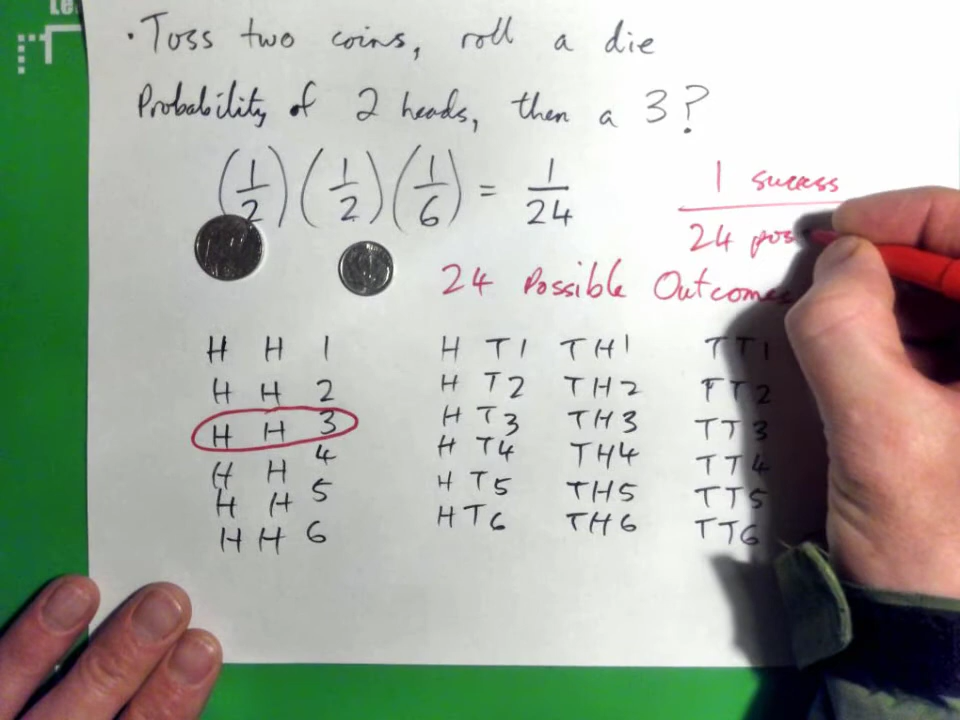 · Toss two coins, roll a die
Probability of 2 heads, then a 3?
(1/2) (1/2) (1/6) = 1/24
1 success
24 pos
24 Possible Outcomes
H H 1 H T1 TH1 TT1
H H 2 H T2 TH2 TT2
H H 3 H T3 TH3 TT3
H H 4 H T4 TH4 TT4
H H 5 H T5 TH5 TT5
H H 6 HT6 TH6 TT6